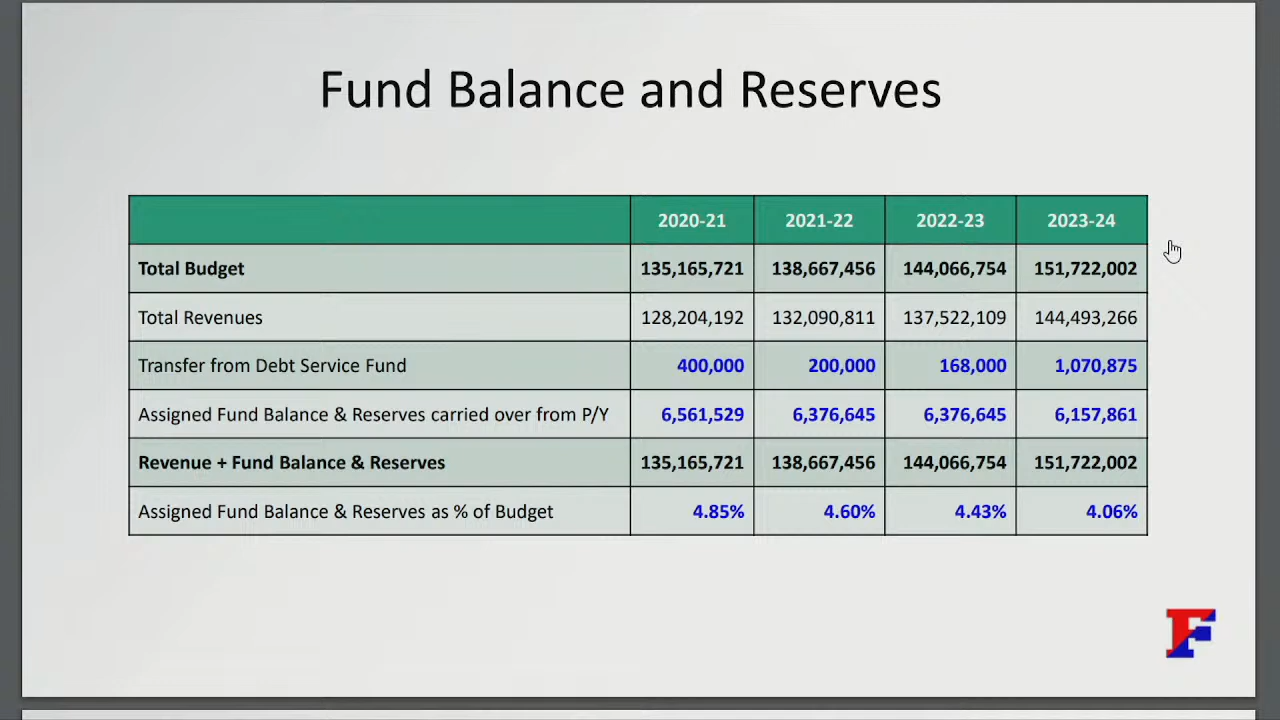 Fund Balance and Reserves
2020-21 2021-22 2022-23 2023-24
Total Budget 135,165,721 138,667,456 144,066,754 151,722,002
Total Revenues 128,204,192 132,090,811 137,522,109 144,493,266
Transfer from Debt Service Fund 400,000 200,000 168,000 1,070,875
Assigned Fund Balance & Reserves carried over from P/Y 6,561,529 6,376,645 6,376,645 6,157,861
Revenue + Fund Balance & Reserves 135,165,721 138,667,456 144,066,754 151,722,002
Assigned Fund Balance & Reserves as % of Budget 4.85% 4.60% 4.43% 4.06%
F